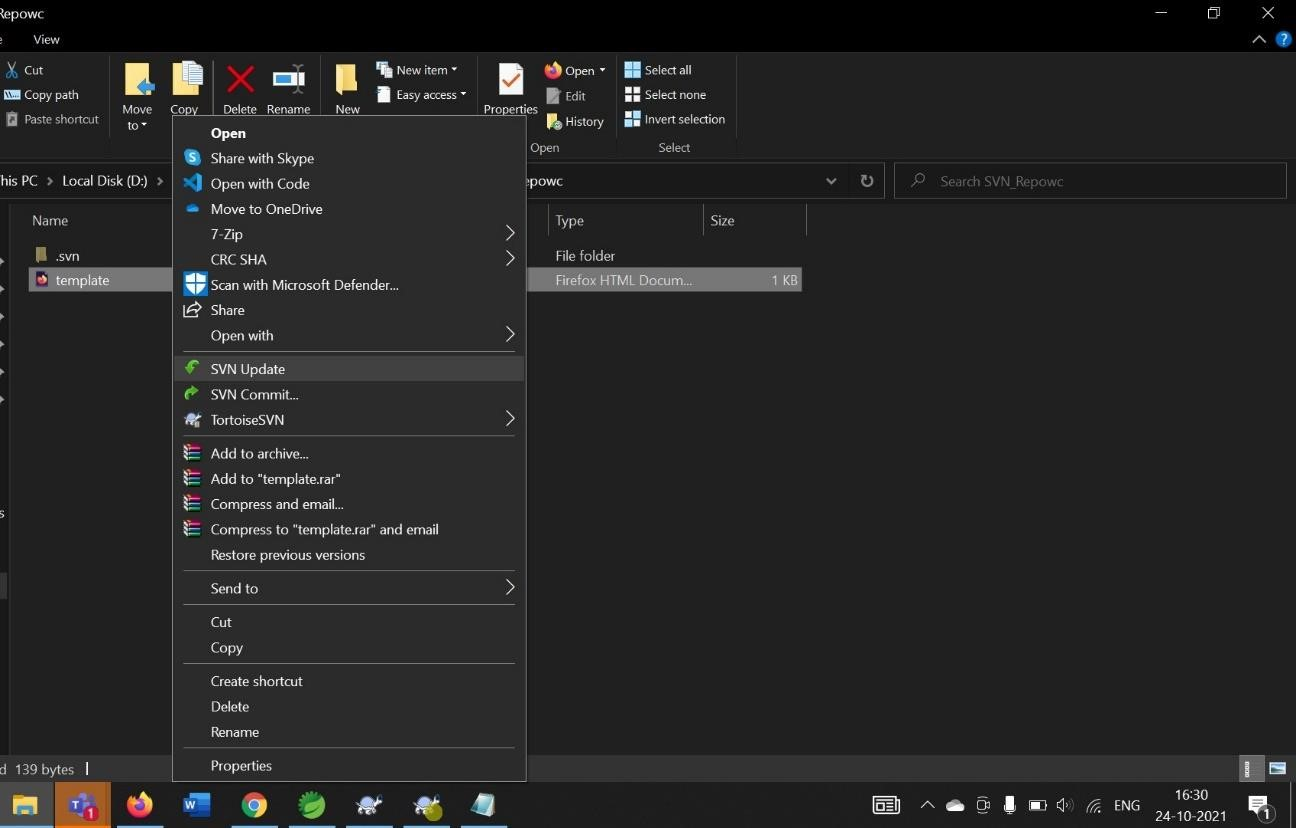 Repowc
View
Cut
Copy path
Paste shortcut
Move to
Copy
Delete
Rename
New
New item
Easy access
Properties
Open
Edit
History
Open
Select all
Select none
Invert selection
Select
his PC > Local Disk (D:) >
epowc
Search SVN_Repowc
Name
Type
Size
.svn
File folder
template
Firefox HTML Docum...
1 KB
Open
Share with Skype
Open with Code
Move to OneDrive
7-Zip
CRC SHA
Scan with Microsoft Defender...
Share
Open with
SVN Update
SVN Commit...
TortoiseSVN
Add to archive...
Add to "template.rar"
Compress and email...
Compress to "template.rar" and email
Restore previous versions
Send to
Cut
Copy
Create shortcut
Delete
Rename
Properties
s
d 139 bytes
ENG
16:30
24-10-2021
1
1